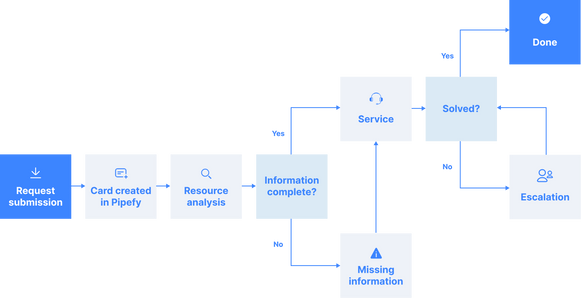 Request
submission
Card created
in Pipefy
Resource
analysis
Information
complete?
Yes
No
Service
Missing
information
Solved?
Yes
No
Done
Escalation